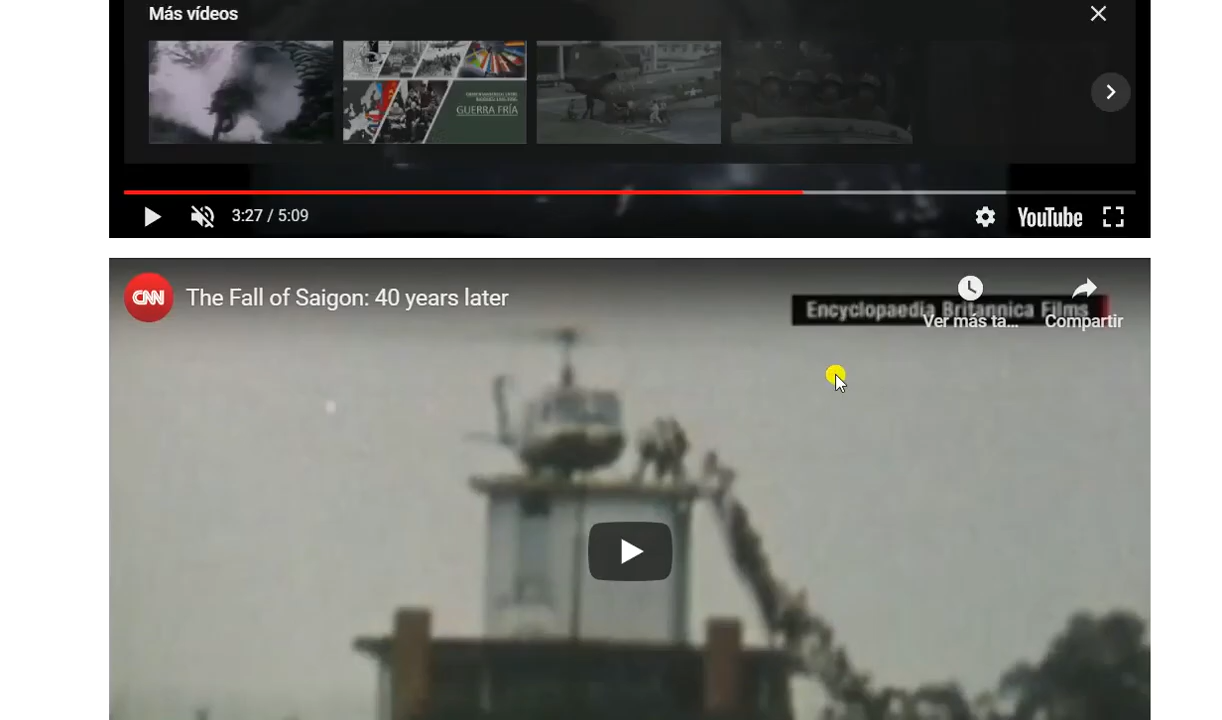 Más vídeos
GUERRA FRÍA
3:27 / 5:09
YouTube
CNN
The Fall of Saigon: 40 years later
Encyclopaedia Britannica Films
Ver más ta...
Compartir